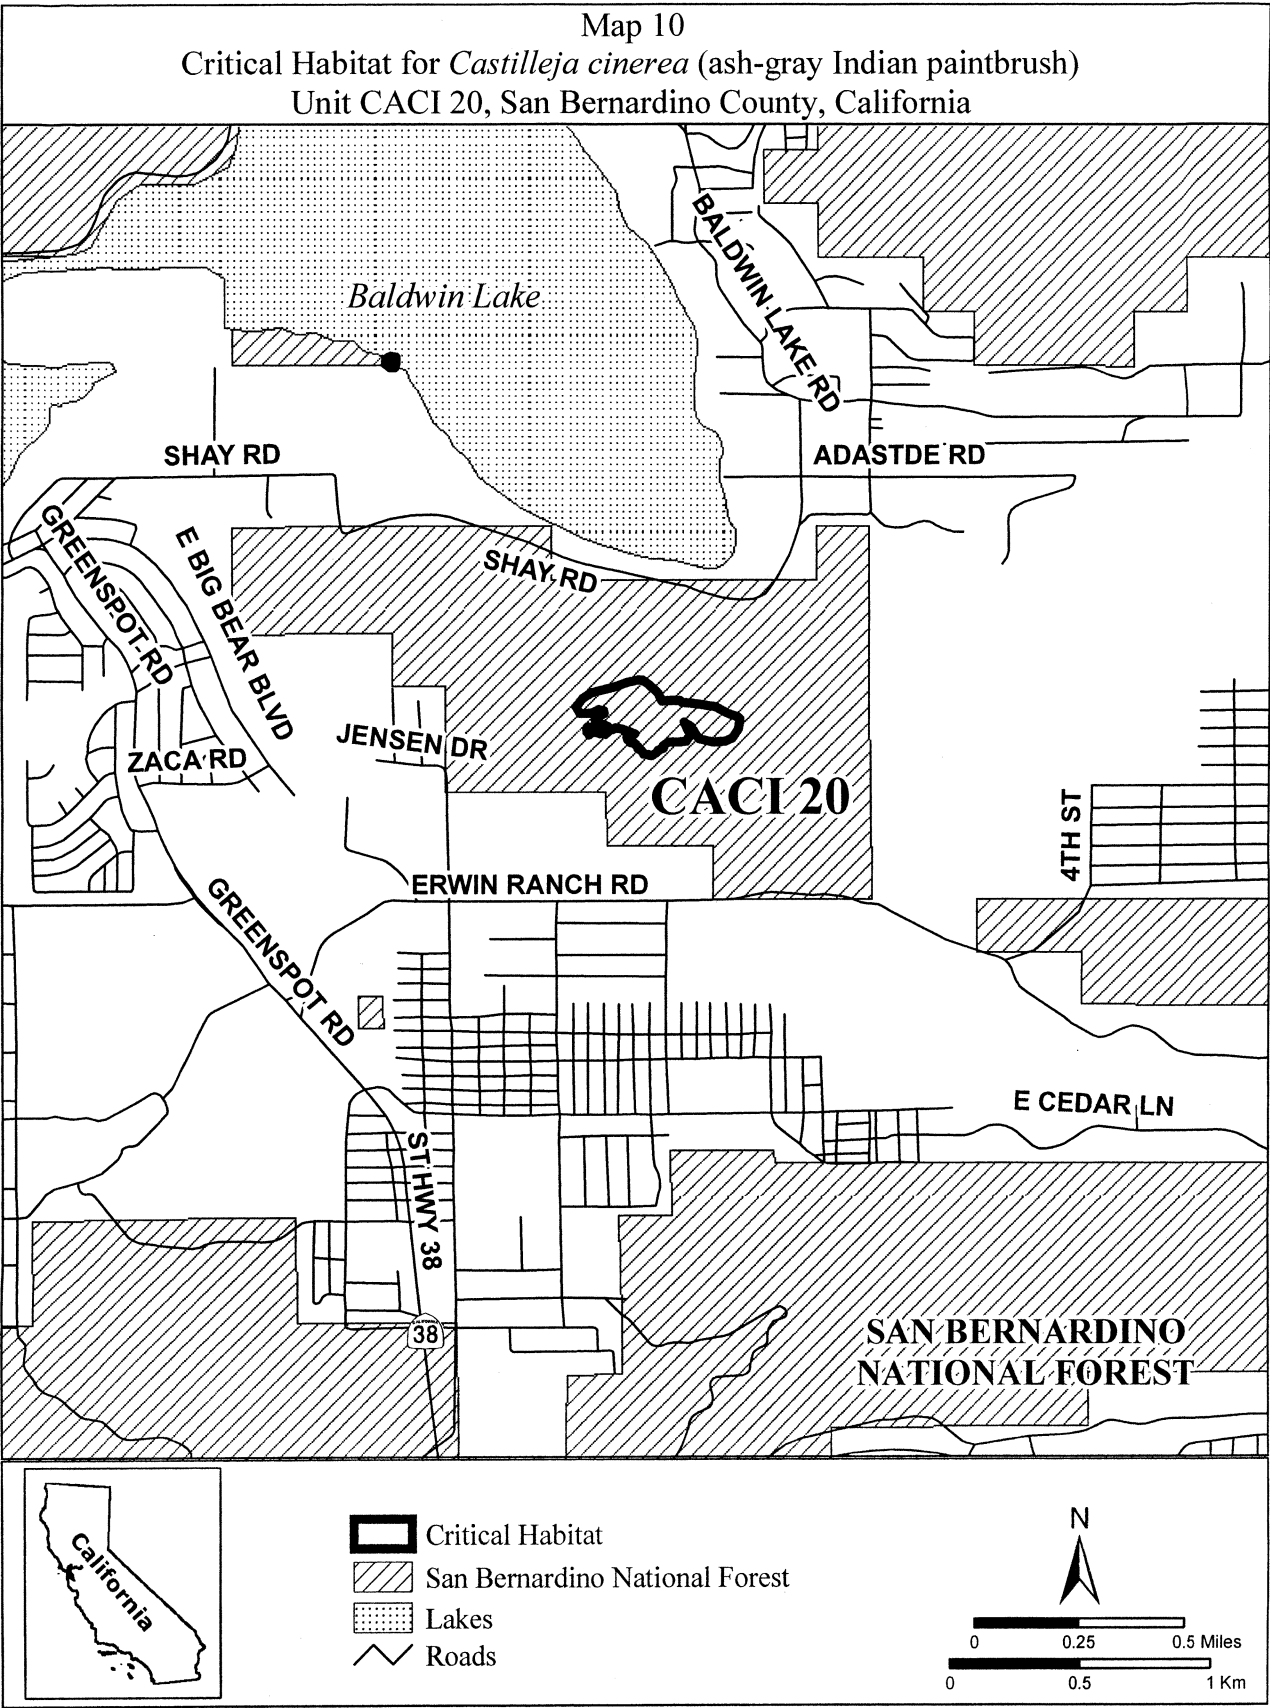 Map 10
Critical Habitat for Castilleja cinerea (ash-gray Indian paintbrush)
Unit CACI 20, San Bernardino County, California
BALDWIN LAKE RD
Baldwin Lake
SHAY RD
ADASTDE RD
GREENSPOT RD
E BIG BEAR BLVD
SHAY RD
JENSEN DR
ZACA RD
CACI 20
4TH ST
ERWIN RANCH RD
GREENSPOT RD
E CEDAR LN
ST HWY 38
38
SAN BERNARDINO
NATIONAL FOREST
California
Critical Habitat
San Bernardino National Forest
Lakes
Roads
N
0 0.25 0.5 Miles
0 0.5 1 Km